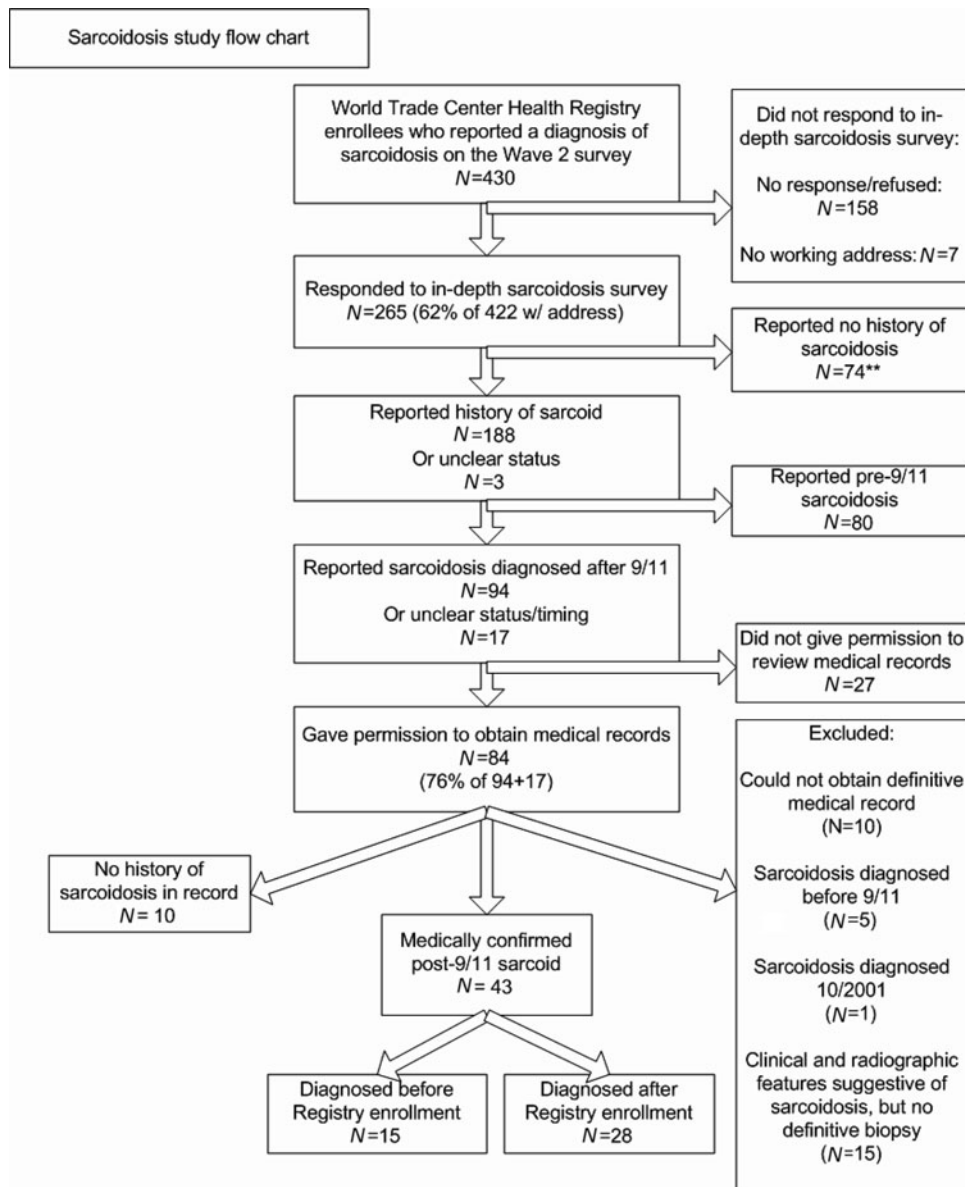 Sarcoidosis study flow chart
World Trade Center Health Registry
enrollees who reported a diagnosis of
sarcoidosis on the Wave 2 survey
N=430
Did not respond to in-
depth sarcoidosis survey:
No response/refused:
N=158
No working address: N=7
Responded to in-depth sarcoidosis survey
N=265 (62% of 422 w/ address)
Reported no history of
sarcoidosis
N=74**
Reported history of sarcoid
N=188
Or unclear status
N=3
Reported pre-9/11
sarcoidosis
N=80
Reported sarcoidosis diagnosed after 9/11
N=94
Or unclear status/timing
N=17
Did not give permission to
review medical records
N=27
Gave permission to obtain medical records
N=84
(76% of 94+17)
Excluded:
Could not obtain definitive
medical record
(N=10)
Sarcoidosis diagnosed
before 9/11
(N=5)
Sarcoidosis diagnosed
10/2001
(N=1)
Clinical and radiographic
features suggestive of
sarcoidosis, but no
definitive biopsy
(N=15)
No history of
sarcoidosis in record
N= 10
Medically confirmed
post-9/11 sarcoid
N= 43
Diagnosed before
Registry enrollment
N=15
Diagnosed after
Registry enrollment
N=28